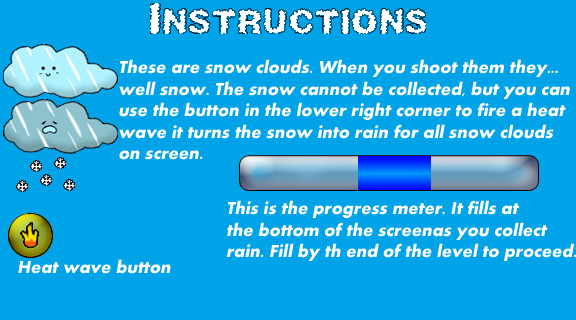 INSTRUCTIONS
These are snow clouds. When you shoot them they...
well snow. The snow cannot be collected, but you can
use the button in the lower right corner to fire a heat
wave it turns the snow into rain for all snow clouds
on screen.
This is the progress meter. It fills at
the bottom of the screenas you collect
rain. Fill by th end of the level to proceed.
Heat wave button